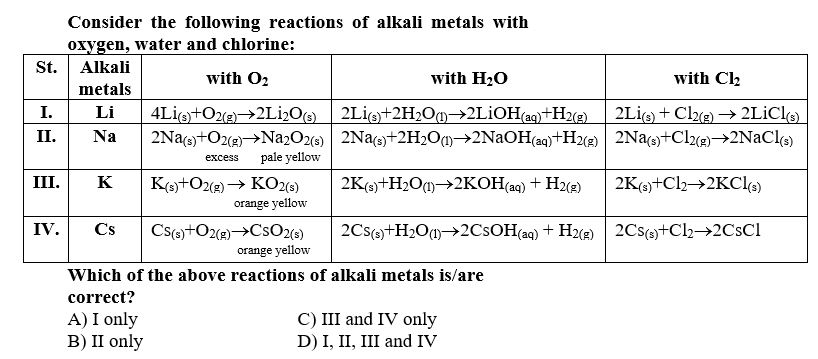 Consider the following reactions of alkali metals with
oxygen, water and chlorine:
St. Alkali metals with O₂ with H₂O with Cl₂
I. Li 4Li(s)+O₂(g)→2Li₂O(s) 2Li(s)+2H₂O(l)→2LiOH(aq)+H₂(g) 2Li(s) + Cl₂(g) → 2LiCl(s)
II. Na 2Na(s)+O₂(g)→Na₂O₂(s) 2Na(s)+2H₂O(l)→2NaOH(aq)+H₂(g) 2Na(s)+Cl₂(g)→2NaCl(s)
excess pale yellow
III. K K(s)+O₂(g)→ KO₂(s) 2K(s)+H₂O(l)→2KOH(aq) + H₂(g) 2K(s)+Cl₂→2KCl(s)
orange yellow
IV. Cs Cs(s)+O₂(g)→CsO₂(s) 2Cs(s)+H₂O(l)→2CsOH(aq) + H₂(g) 2Cs(s)+Cl₂→2CsCl
orange yellow
Which of the above reactions of alkali metals is/are
correct?
A) I only C) III and IV only
B) II only D) I, II, III and IV